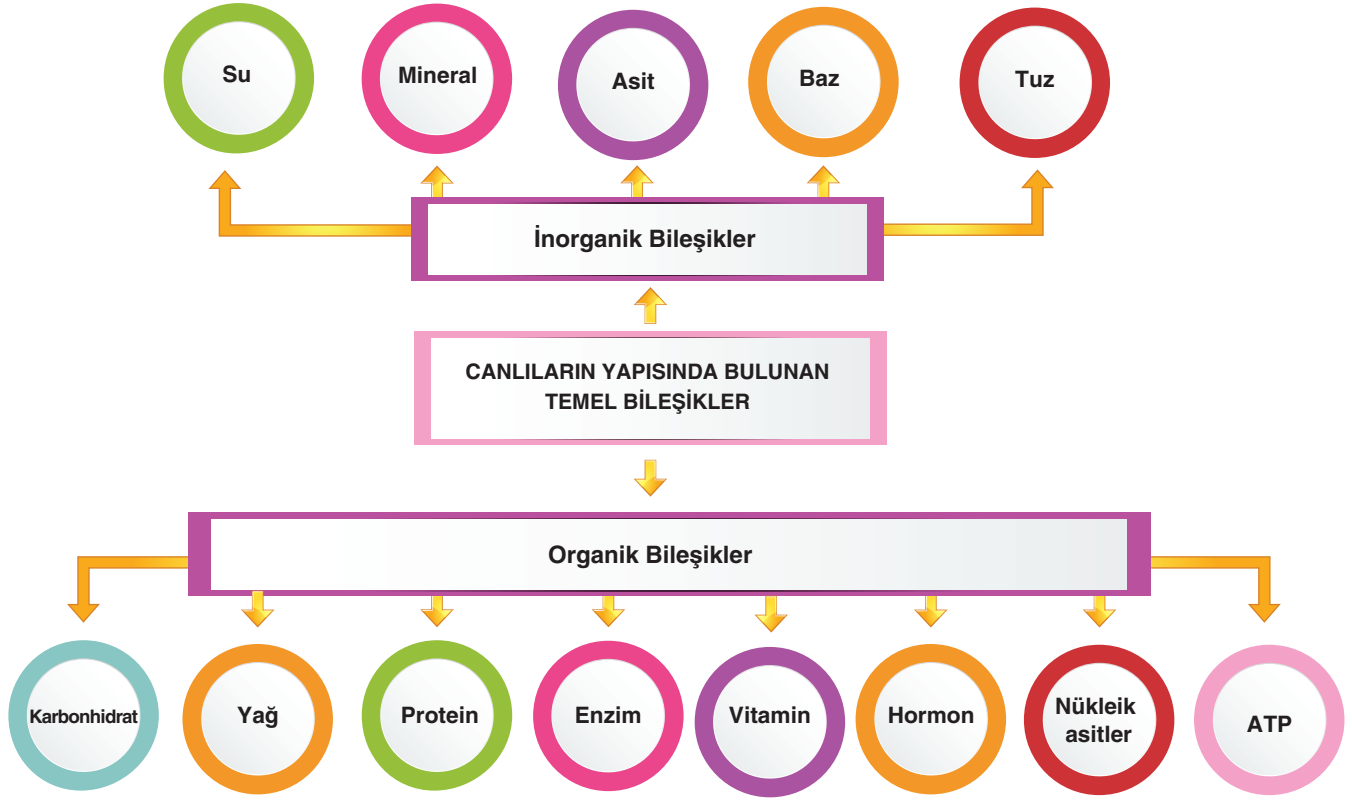 Su
Mineral
Asit
Baz
Tuz
İnorganik Bileşikler
CANLILARIN YAPISINDA BULUNAN
TEMEL BİLEŞİKLER
Organik Bileşikler
Karbonhidrat
Yağ
Protein
Enzim
Vitamin
Hormon
Nükleik
asitler
ATP